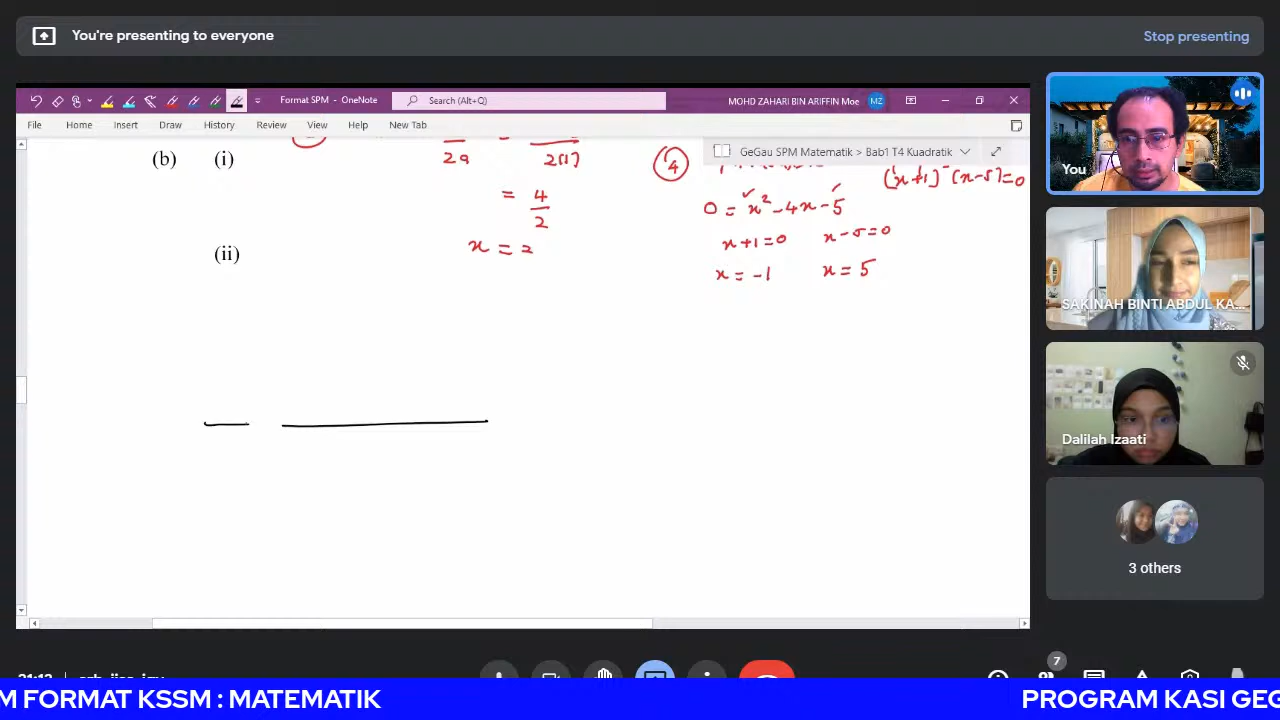 You're presenting to everyone
Stop presenting
Format SPM - OneNote
Search (Alt+Q)
MOHD ZAHARI BIN ARIFFIN Moe
MZ
File Home Insert Draw History Review View Help New Tab
GeGau SPM Matematik > Bab1 T4 Kuadratik
(b) (i)
2a
2(1)
= 4/2
x = 2
(ii)
4
(x+1) (x-5)=0
0 = x² - 4x - 5
x+1=0 x-5=0
x = -1 x = 5
You
SAKINAH BINTI ABDUL KA...
Dalilah Izaati
3 others
7
M FORMAT KSSM : MATEMATIK
PROGRAM KASI GEG